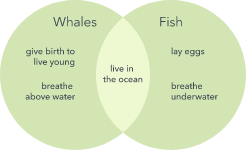 Whales
Fish
give birth to
live young
lay eggs
live in
the ocean
breathe
above water
breathe
underwater